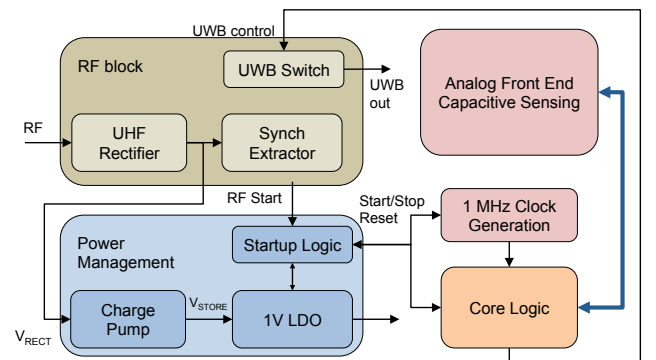 UWB control
RF block
UWB Switch
UWB
out
Analog Front End
Capacitive Sensing
RF
UHF
Rectifier
Synch
Extractor
RF Start
Start/Stop
Reset
1 MHz Clock
Generation
Power
Management
Startup Logic
Charge
Pump
VSTORE
1V LDO
Core Logic
VRECT